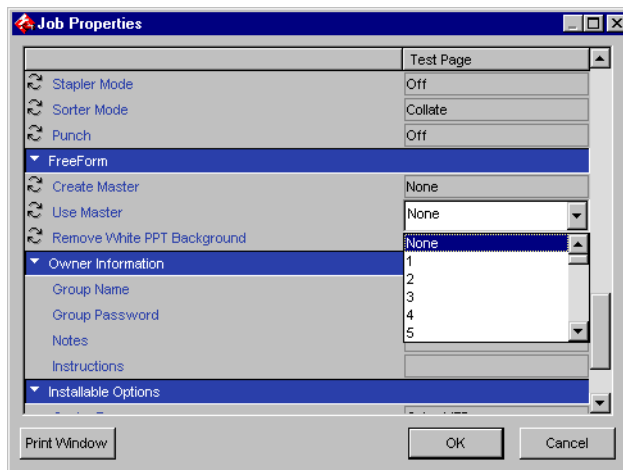 Job Properties
Test Page
Stapler Mode Off
Sorter Mode Collate
Punch Off
FreeForm
Create Master None
Use Master None
Remove White PPT Background None
Owner Information 1
2
Group Name 3
Group Password 4
Notes 5
Instructions
Installable Options
Print Window OK Cancel